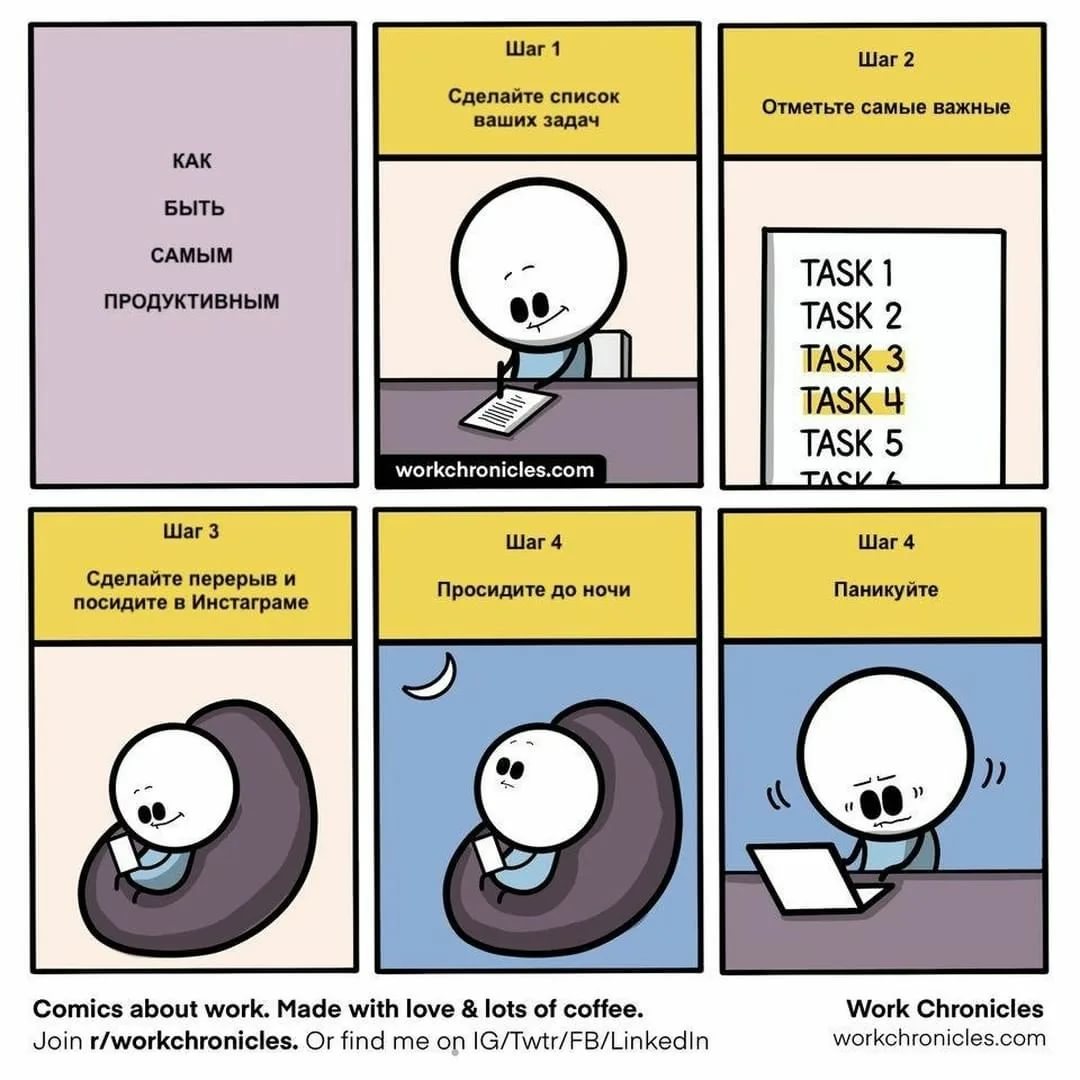 КАК
БЫТЬ
САМЫМ
ПРОДУКТИВНЫМ
Шаг 1
Сделайте список
ваших задач
workchronicles.com
Шаг 2
Отметьте самые важные
TASK 1
TASK 2
TASK 3
TASK 4
TASK 5
TASK 6
Шаг 3
Сделайте перерыв и
посидите в Инстаграме
Шаг 4
Просидите до ночи
Шаг 4
Паникуйте
Comics about work. Made with love & lots of coffee.
Join r/workchronicles. Or find me on IG/Twtr/FB/LinkedIn
Work Chronicles
workchronicles.com